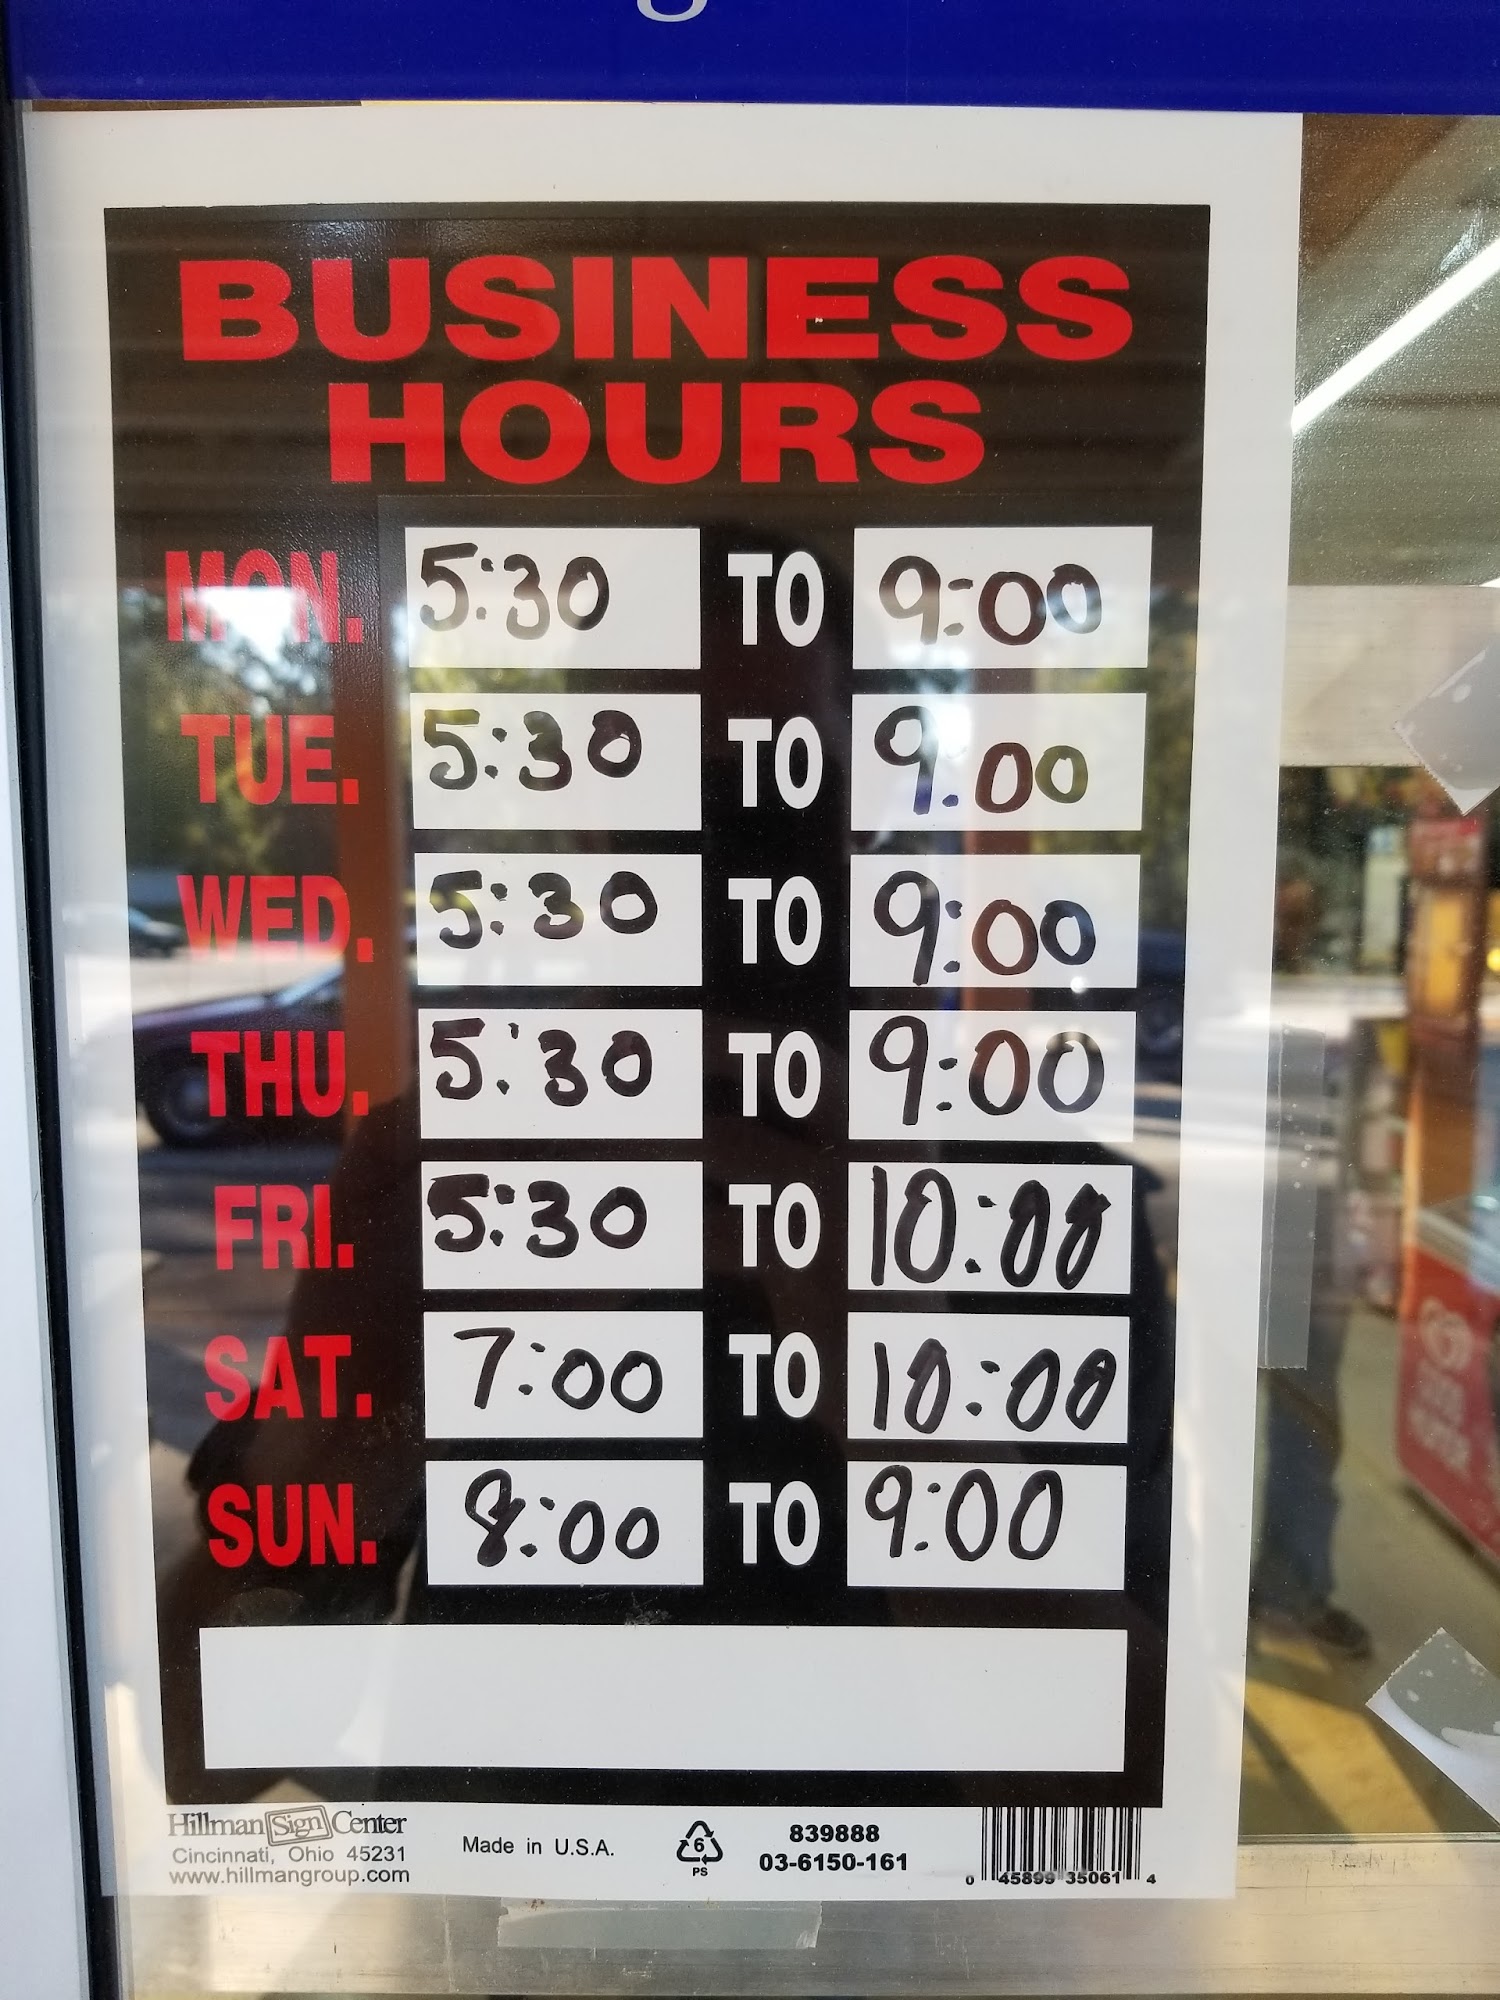 BUSINESS
HOURS
MON. 5:30 TO 9:00
TUE. 5:30 TO 9:00
WED. 5:30 TO 9:00
THU. 5:30 TO 9:00
FRI. 5:30 TO 10:00
SAT. 7:00 TO 10:00
SUN. 8:00 TO 9:00
Hillman Sign Center
Cincinnati, Ohio 45231
www.hillmangroup.com
Made in U.S.A.
6
PS
839888
03-6150-161
0 45899 35061 4